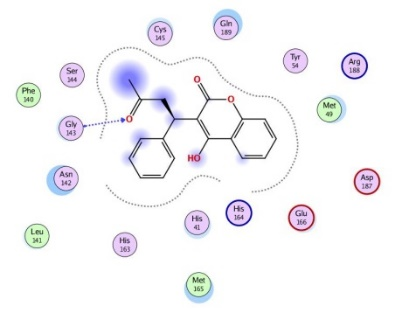 Cys
145
Gln
189
Ser
144
Tyr
54
Arg
188
Phe
140
Met
49
Gly
143
O
O
O
HO
Asn
142
Asp
187
His
41
His
164
Glu
166
Leu
141
His
163
Met
165